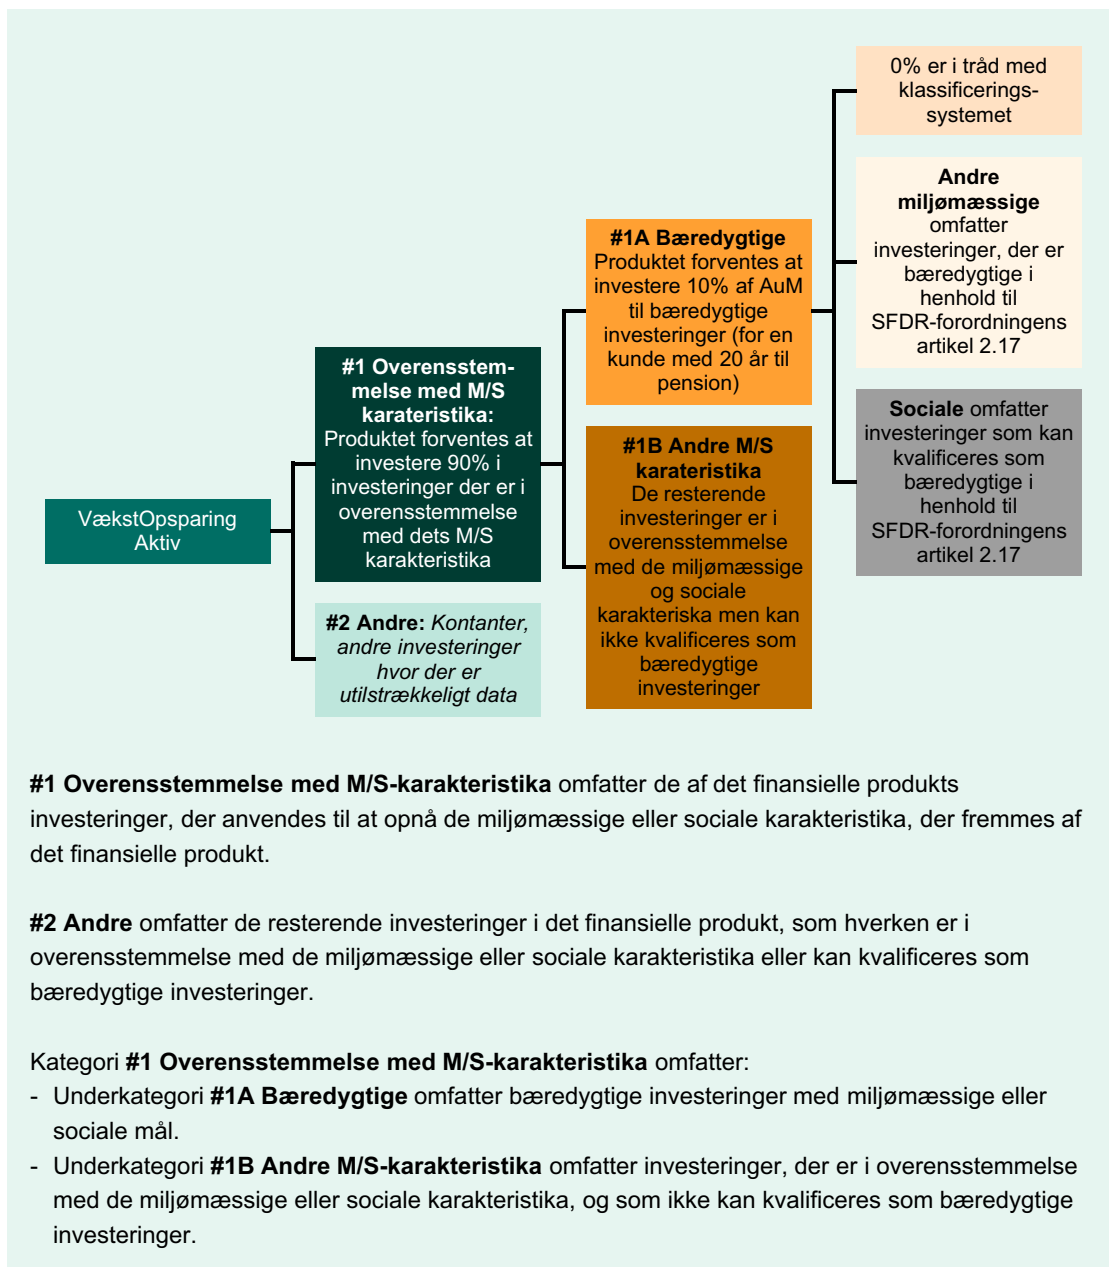 VækstOpsparing
Aktiv
#1 Overensstem-
melse med M/S
karateristika:
Produktet forventes at
investere 90% i
investeringer der er i
overensstemmelse
med dets M/S
karakteristika
#2 Andre: Kontanter,
andre investeringer
hvor der er
utilstrækkeligt data
#1A Bæredygtige
Produktet forventes at
investere 10% af AuM
til bæredygtige
investeringer (for en
kunde med 20 år til
pension)
#1B Andre M/S
karateristika
De resterende
investeringer er i
overensstemmelse
med de miljømæssige
og sociale
karakteriska men kan
ikke kvalificeres som
bæredygtige
investeringer
0% er i tråd med
klassificerings-
systemet
Andre
miljømæssige
omfatter
investeringer, der er
bæredygtige i
henhold til
SFDR-forordningens
artikel 2.17
Sociale omfatter
investeringer som kan
kvalificeres som
bæredygtige i
henhold til
SFDR-forordningens
artikel 2.17
#1 Overensstemmelse med M/S-karakteristika omfatter de af det finansielle produkts
investeringer, der anvendes til at opnå de miljømæssige eller sociale karakteristika, der fremmes af
det finansielle produkt.
#2 Andre omfatter de resterende investeringer i det finansielle produkt, som hverken er i
overensstemmelse med de miljømæssige eller sociale karakteristika eller kan kvalificeres som
bæredygtige investeringer.
Kategori #1 Overensstemmelse med M/S-karakteristika omfatter:
- Underkategori #1A Bæredygtige omfatter bæredygtige investeringer med miljømæssige eller
sociale mål.
- Underkategori #1B Andre M/S-karakteristika omfatter investeringer, der er i overensstemmelse
med de miljømæssige eller sociale karakteristika, og som ikke kan kvalificeres som bæredygtige
investeringer.